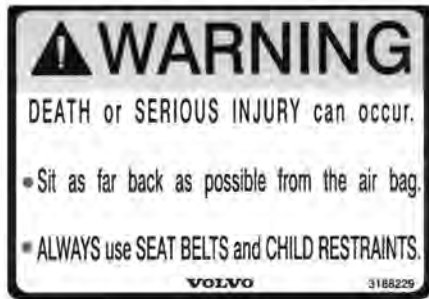 WARNING
DEATH or SERIOUS INJURY can occur.
• Sit as far back as possible from the air bag.
• ALWAYS use SEAT BELTS and CHILD RESTRAINTS.
VOLVO 3188229